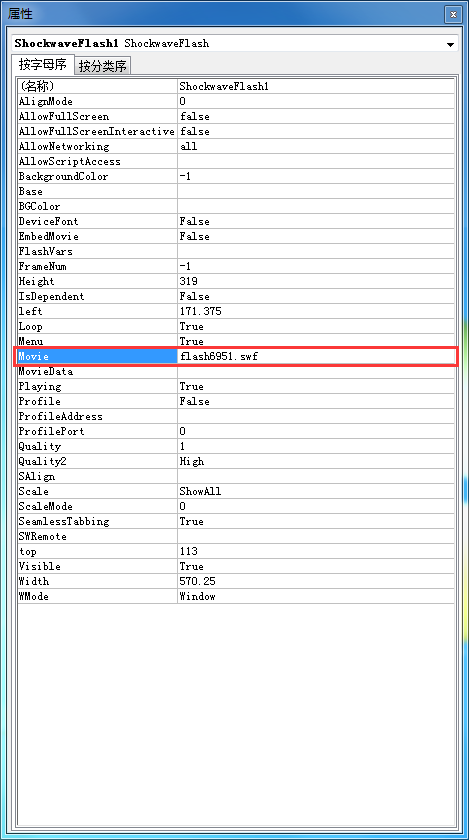 属性
ShockwaveFlash1 ShockwaveFlash
按字母序 按分类序
(名称) ShockwaveFlash1
AlignMode 0
AllowFullScreen false
AllowFullScreenInteractive false
AllowNetworking all
AllowScriptAccess
BackgroundColor -1
Base
BGColor
DeviceFont False
EmbedMovie False
FlashVars
FrameNum -1
Height 319
IsDependent False
left 171.375
Loop True
Menu True
Movie flash6951.swf
MovieData
Playing True
Profile False
ProfileAddress
ProfilePort 0
Quality 1
Quality2 High
SAlign
Scale ShowAll
ScaleMode 0
SeamlessTabbing True
SWRemote
top 113
Visible True
Width 570.25
WMode Window